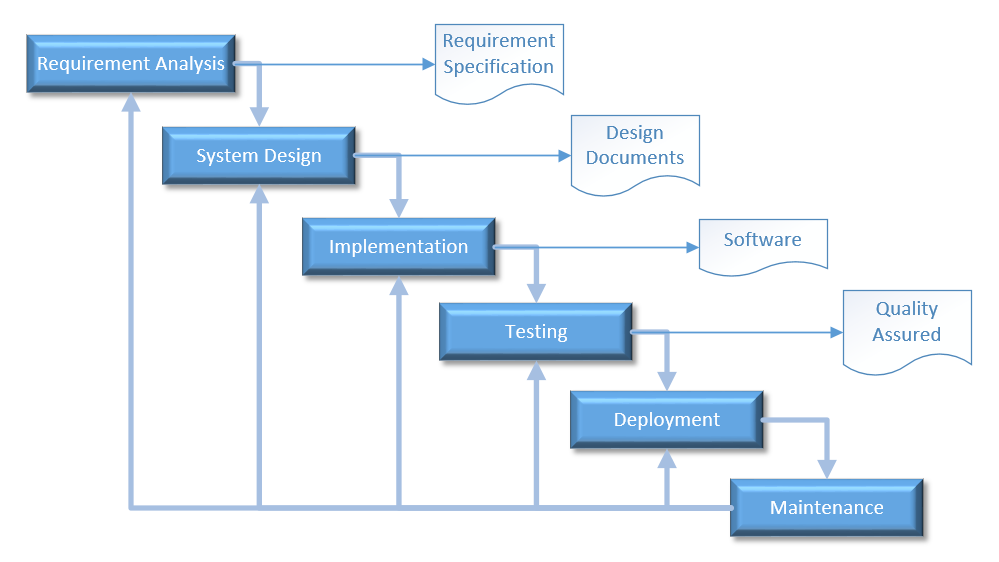 Requirement Analysis
Requirement
Specification
System Design
Design
Documents
Implementation
Software
Testing
Quality
Assured
Deployment
Maintenance